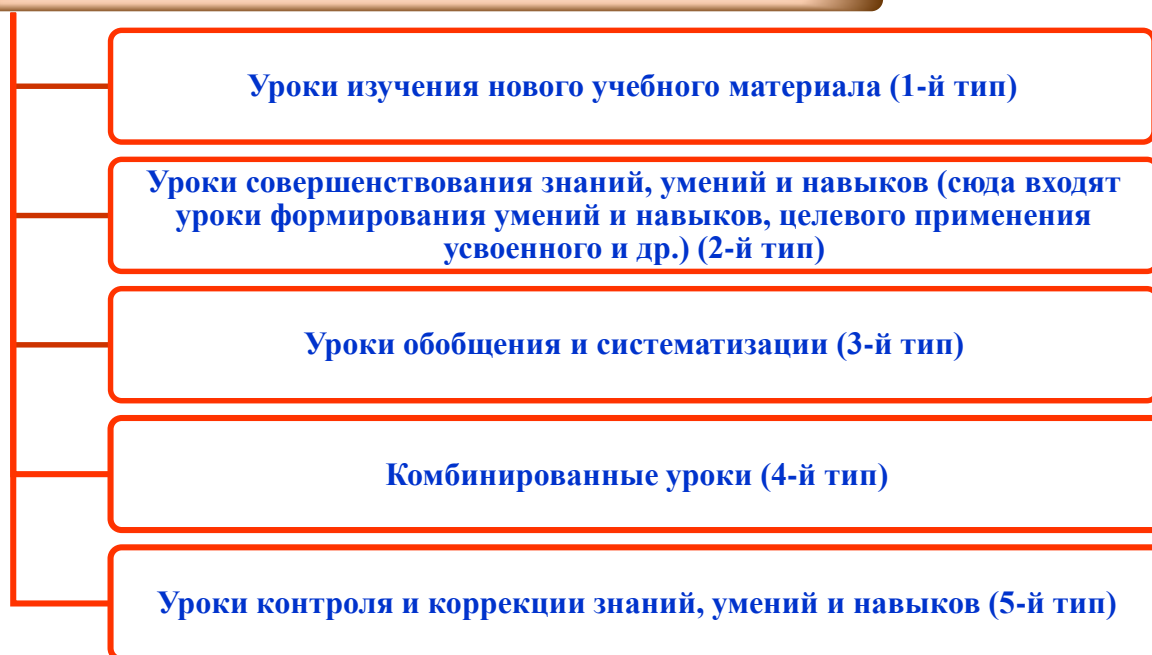 Уроки изучения нового учебного материала (1-й тип)
Уроки совершенствования знаний, умений и навыков (сюда входят
уроки формирования умений и навыков, целевого применения
усвоенного и др.) (2-й тип)
Уроки обобщения и систематизации (3-й тип)
Комбинированные уроки (4-й тип)
Уроки контроля и коррекции знаний, умений и навыков (5-й тип)